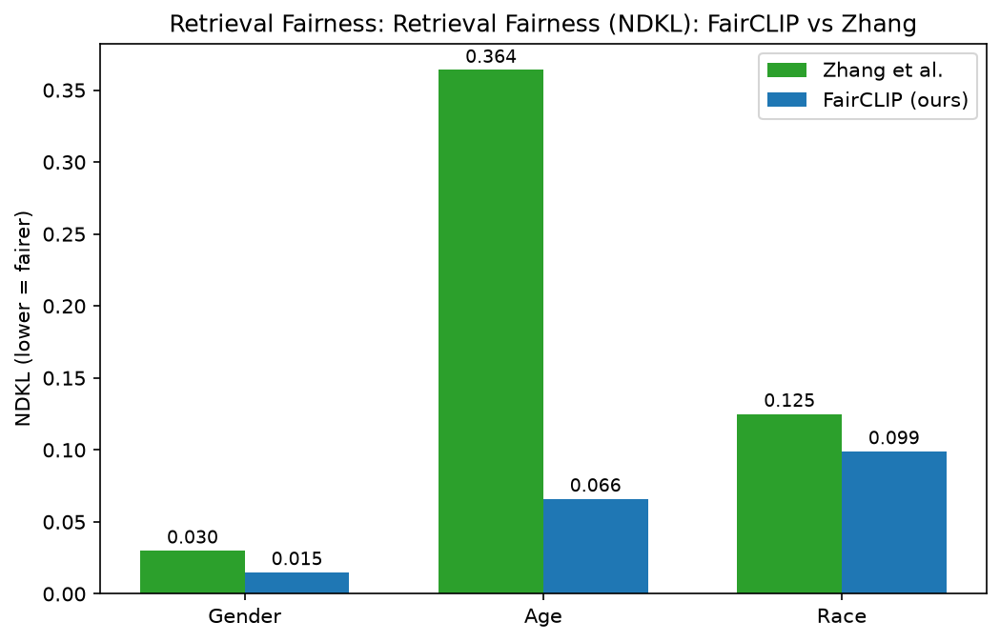 Retrieval Fairness: Retrieval Fairness (NDKL): FairCLIP vs Zhang
Zhang et al.
FairCLIP (ours)
NDKL (lower = fairer)
0.35
0.30
0.25
0.20
0.15
0.10
0.05
0.00
0.030
0.015
0.364
0.066
0.125
0.099
Gender
Age
Race